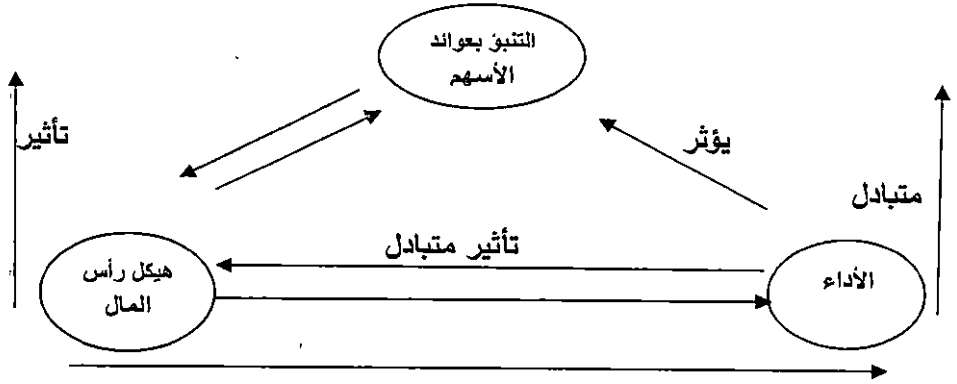 التنبؤ بعوائد
الأسهم
تأثير
يؤثر
متبادل
تأثير متبادل
هيكل رأس
المال
الأداء